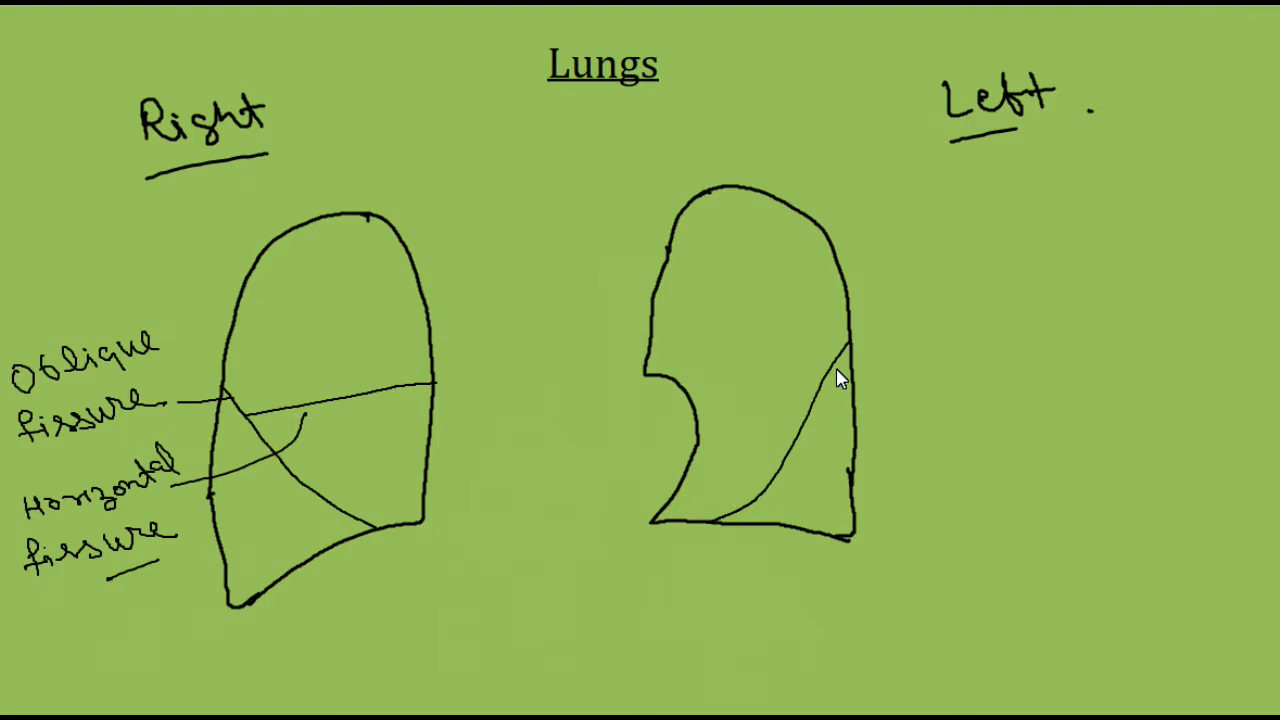 Lungs
Right
Left .
Oblique
fissure
Horizontal
fissure